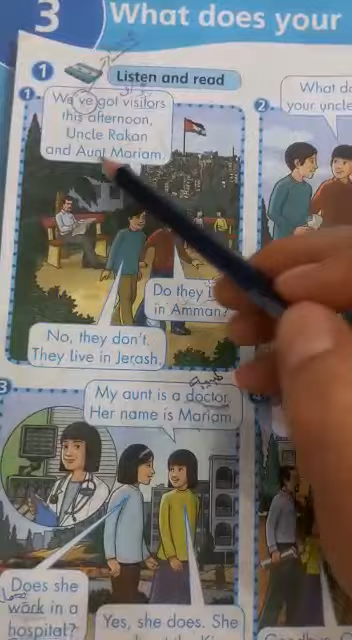 3 What does your
1 Listen and read
1
We've got visitors
this afternoon,
Uncle Rakan
and Aunt Mariam.
2
What do
your uncle
Do they
in Amman?
No, they don't.
They live in Jerash.
3
My aunt is a doctor.
Her name is Mariam
Does she
work in a
hospital?
Yes, she does. She